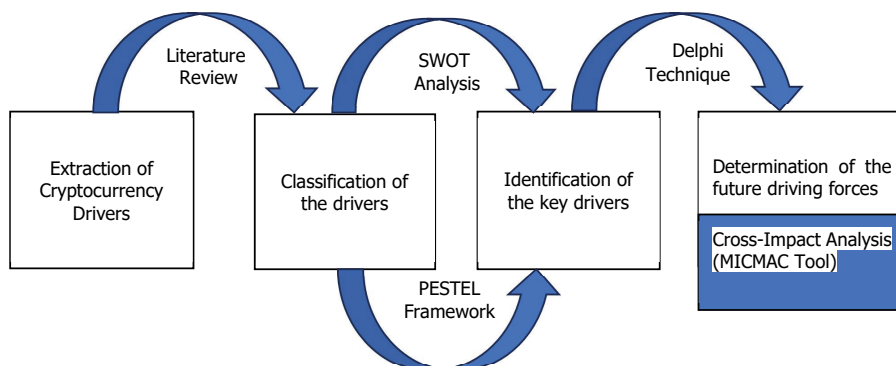 Literature
Review
SWOT
Analysis
Delphi
Technique
Extraction of
Cryptocurrency
Drivers
Classification of
the drivers
Identification of
the key drivers
Determination of the
future driving forces
Cross-Impact Analysis
(MICMAC Tool)
PESTEL
Framework